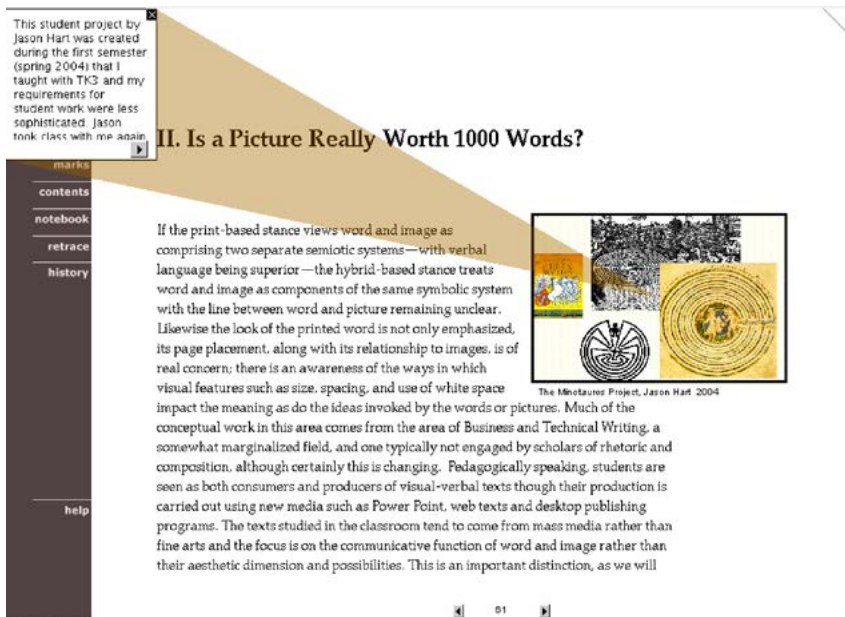 This student project by
Jason Hart was created
during the first semester
(spring 2004) that I
taught with TK3 and my
requirements for
student work were less
sophisticated. Jason
took class with me again
marks
contents
notebook
retrace
history
help
II. Is a Picture Really Worth 1000 Words?
If the print-based stance views word and image as
comprising two separate semiotic systems—with verbal
language being superior—the hybrid-based stance treats
word and image as components of the same symbolic system
with the line between word and picture remaining unclear.
Likewise the look of the printed word is not only emphasized,
its page placement, along with its relationship to images, is of
real concern; there is an awareness of the ways in which
visual features such as size, spacing, and use of white space
impact the meaning as do the ideas invoked by the words or pictures. Much of the
conceptual work in this area comes from the area of Business and Technical Writing, a
somewhat marginalized field, and one typically not engaged by scholars of rhetoric and
composition, although certainly this is changing. Pedagogically speaking, students are
seen as both consumers and producers of visual-verbal texts though their production is
carried out using new media such as Power Point, web texts and desktop publishing
programs. The texts studied in the classroom tend to come from mass media rather than
fine arts and the focus is on the communicative function of word and image rather than
their aesthetic dimension and possibilities. This is an important distinction, as we will
The Minotauros Project, Jason Hart 2004
61